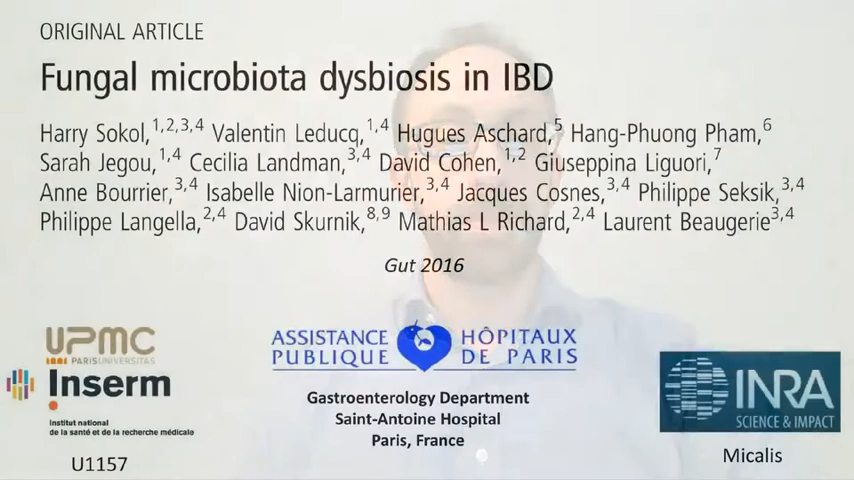 ORIGINAL ARTICLE
Fungal microbiota dysbiosis in IBD
Harry Sokol,1,2,3,4 Valentin Leducq,1,4 Hugues Aschard,5 Hang-Phuong Pham,6
Sarah Jegou,1,4 Cecilia Landman,3,4 David Cohen,1,2 Giuseppina Liguori,7
Anne Bourrier,3,4 Isabelle Nion-Larmurier,3,4 Jacques Cosnes,3,4 Philippe Seksik,3,4
Philippe Langella,2,4 David Skurnik,8,9 Mathias L Richard,2,4 Laurent Beaugerie3,4
Gut 2016
UPMC
PARISUNIVERSITAS
Inserm
Institut national
de la santé et de la recherche médicale
U1157
ASSISTANCE HÔPITAUX
PUBLIQUE DE PARIS
Gastroenterology Department
Saint-Antoine Hospital
Paris, France
INRA
SCIENCE & IMPACT
Micalis